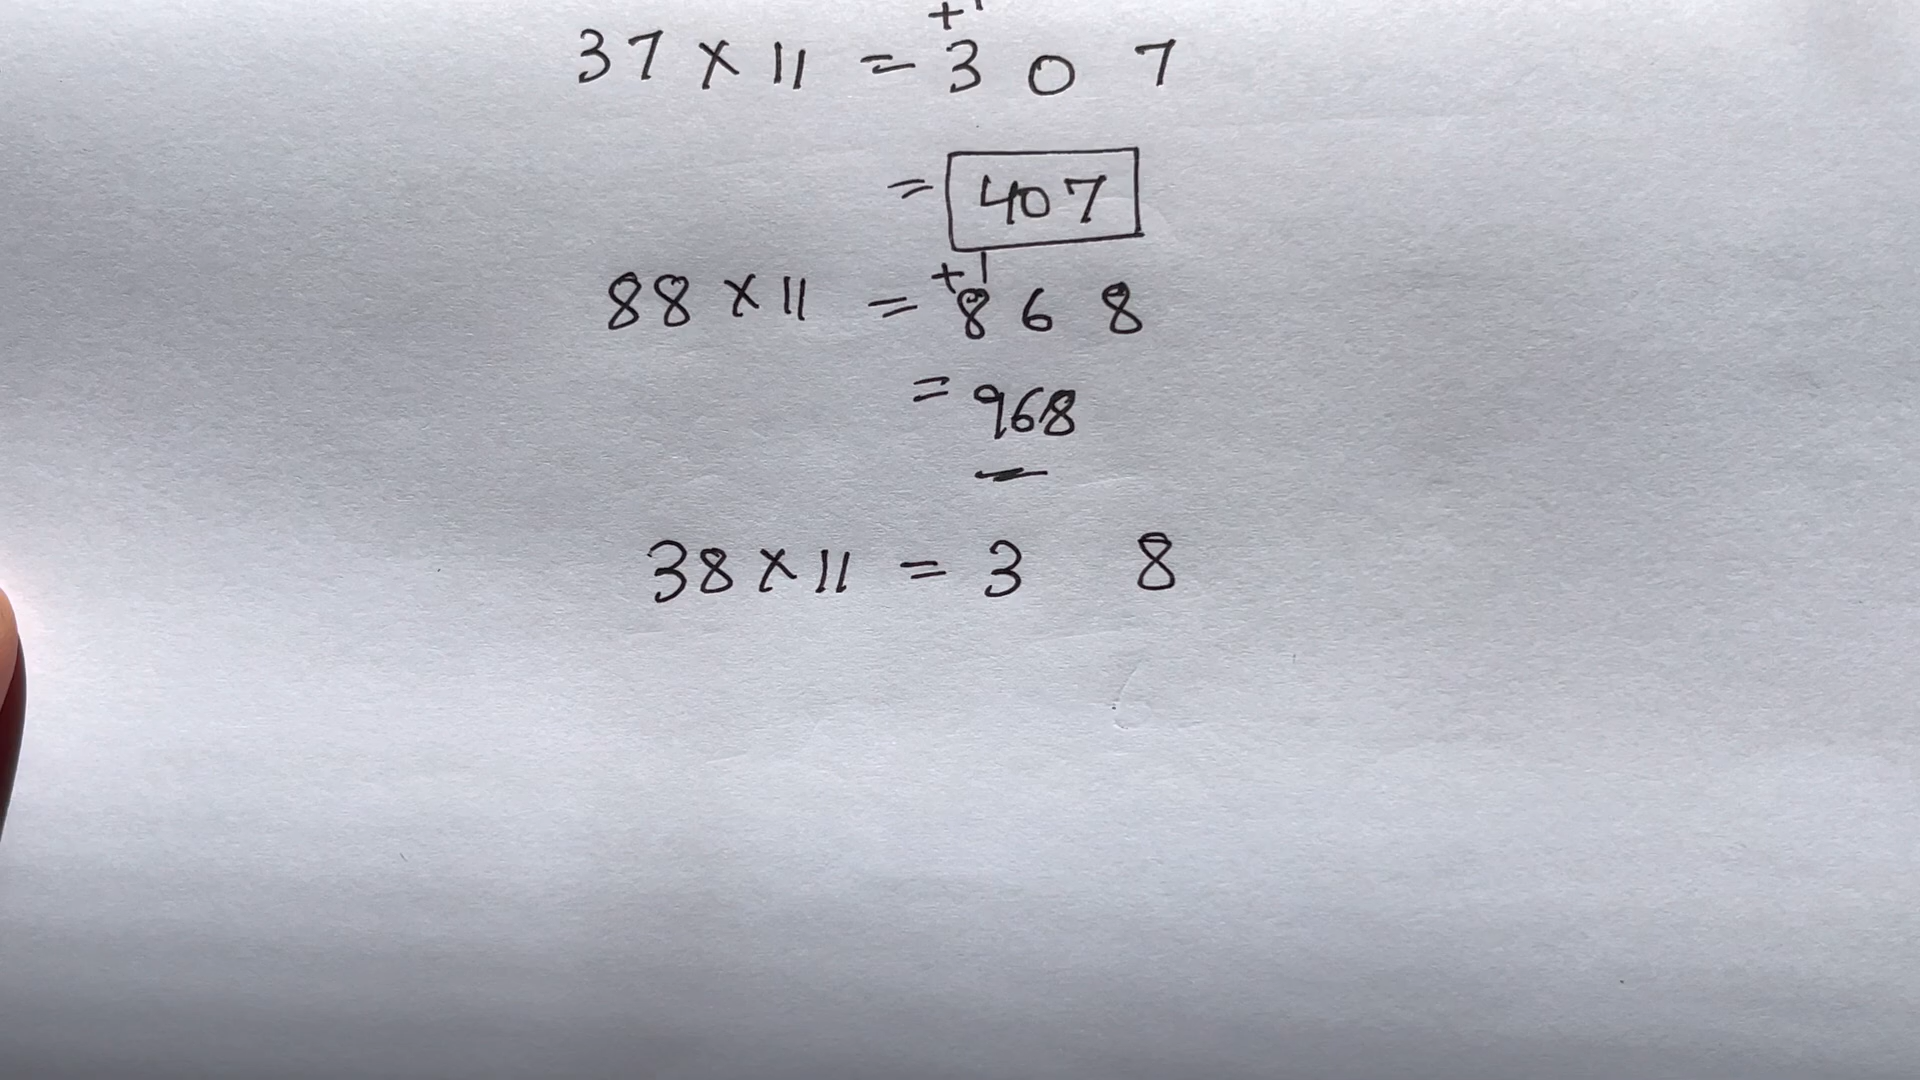 +1
37 × 11 = 3 0 7
= 407
+1
88 × 11 = 8 6 8
= 968
38 × 11 = 3 8